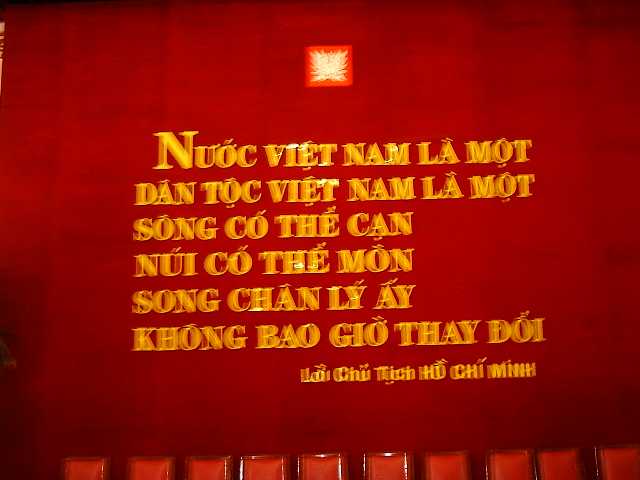 NƯỚC VIỆT NAM LÀ MỘT
DÂN TỘC VIỆT NAM LÀ MỘT
SÔNG CÓ THỂ CẠN
NÚI CÓ THỂ MÒN
SONG CHÂN LÝ ẤY
KHÔNG BAO GIỜ THAY ĐỔI
Lời Chủ Tịch HỒ CHÍ MINH